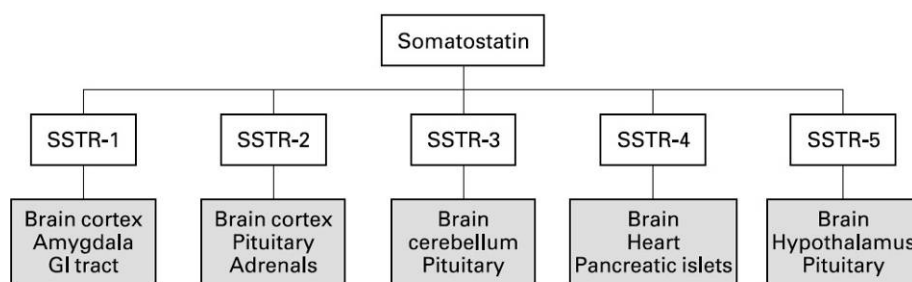 Somatostatin
SSTR-1
SSTR-2
SSTR-3
SSTR-4
SSTR-5
Brain cortex
Amygdala
GI tract
Brain cortex
Pituitary
Adrenals
Brain
cerebellum
Pituitary
Brain
Heart
Pancreatic islets
Brain
Hypothalamus
Pituitary